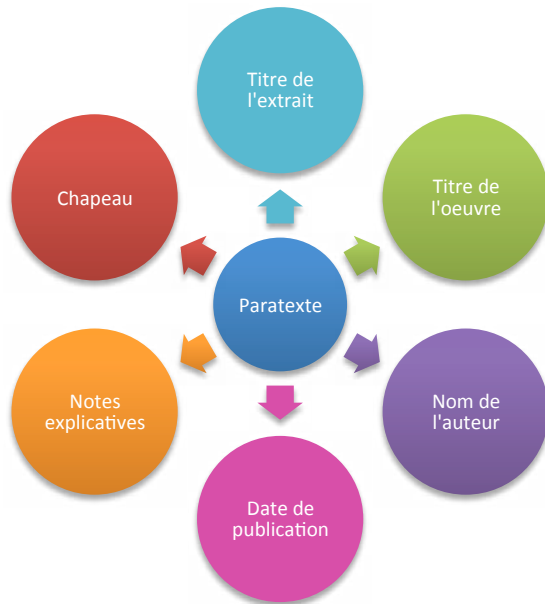 Titre de
l'extrait
Chapeau
Titre de
l'oeuvre
Paratexte
Notes
explicatives
Nom de
l'auteur
Date de
publication